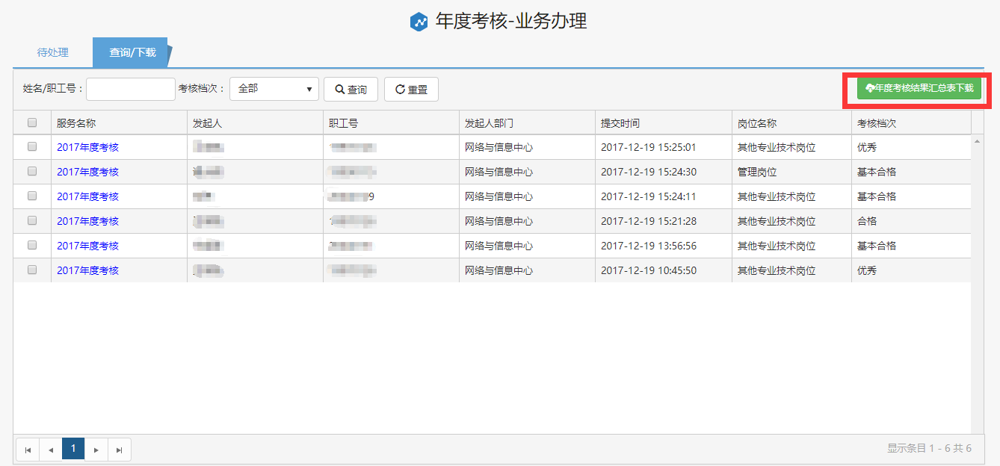 年度考核-业务办理
待处理 查询/下载
姓名/职工号： 考核档次： 全部 查询 重置 年度考核结果汇总表下载
服务名称 发起人 职工号 发起人部门 提交时间 岗位名称 考核档次
2017年度考核 网络与信息中心 2017-12-19 15:25:01 其他专业技术岗位 优秀
2017年度考核 网络与信息中心 2017-12-19 15:24:30 管理岗位 基本合格
2017年度考核 9 网络与信息中心 2017-12-19 15:24:11 其他专业技术岗位 基本合格
2017年度考核 网络与信息中心 2017-12-19 15:21:28 其他专业技术岗位 合格
2017年度考核 网络与信息中心 2017-12-19 13:56:56 其他专业技术岗位 基本合格
2017年度考核 网络与信息中心 2017-12-19 10:45:50 其他专业技术岗位 优秀
1 显示条目 1 - 6 共 6